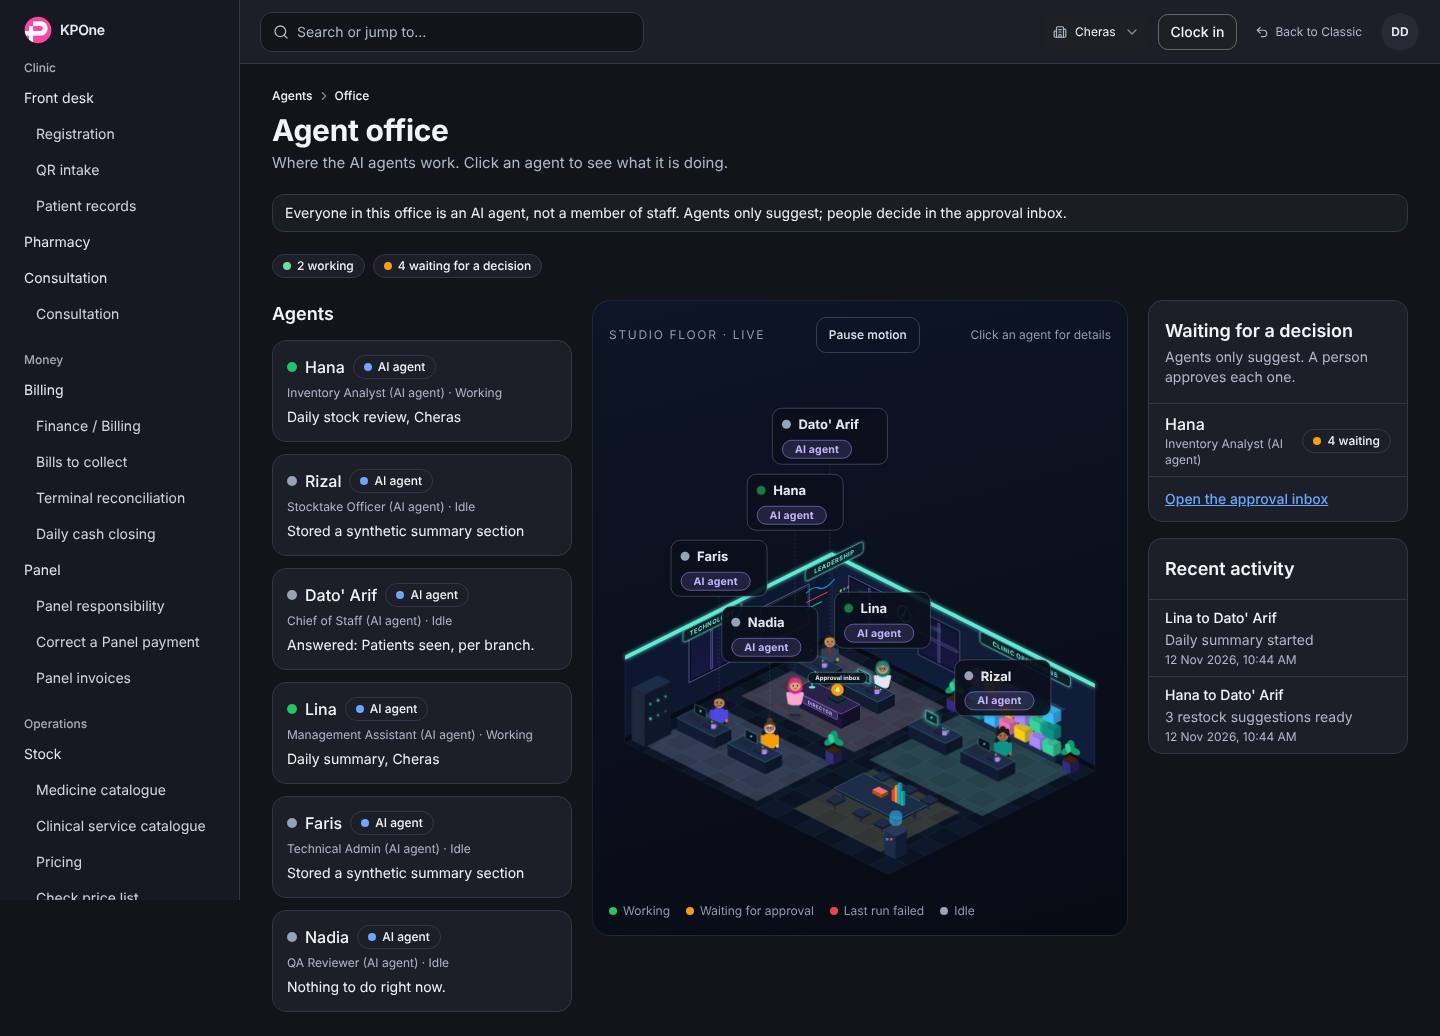 KPOne
Search or jump to...
Cheras
Clock in
Back to Classic
DD
Clinic
Front desk
Registration
QR intake
Patient records
Pharmacy
Consultation
Consultation
Money
Billing
Finance / Billing
Bills to collect
Terminal reconciliation
Daily cash closing
Panel
Panel responsibility
Correct a Panel payment
Panel invoices
Operations
Stock
Medicine catalogue
Clinical service catalogue
Pricing
Check price list
Agents > Office
Agent office
Where the AI agents work. Click an agent to see what it is doing.
Everyone in this office is an AI agent, not a member of staff. Agents only suggest; people decide in the approval inbox.
2 working
4 waiting for a decision
Agents
Hana AI agent
Inventory Analyst (AI agent) · Working
Daily stock review, Cheras
Rizal AI agent
Stocktake Officer (AI agent) · Idle
Stored a synthetic summary section
Dato' Arif AI agent
Chief of Staff (AI agent) · Idle
Answered: Patients seen, per branch.
Lina AI agent
Management Assistant (AI agent) · Working
Daily summary, Cheras
Faris AI agent
Technical Admin (AI agent) · Idle
Stored a synthetic summary section
Nadia AI agent
QA Reviewer (AI agent) · Idle
Nothing to do right now.
STUDIO FLOOR · LIVE
Pause motion
Click an agent for details
Dato' Arif
AI agent
Hana
AI agent
Faris
AI agent
LEADERSHIP
Lina
AI agent
Nadia
AI agent
Rizal
AI agent
Approval inbox
4
DIRECTOR
Working
Waiting for approval
Last run failed
Idle
Waiting for a decision
Agents only suggest. A person
approves each one.
Hana
Inventory Analyst (AI
agent)
4 waiting
Open the approval inbox
Recent activity
Lina to Dato' Arif
Daily summary started
12 Nov 2026, 10:44 AM
Hana to Dato' Arif
3 restock suggestions ready
12 Nov 2026, 10:44 AM